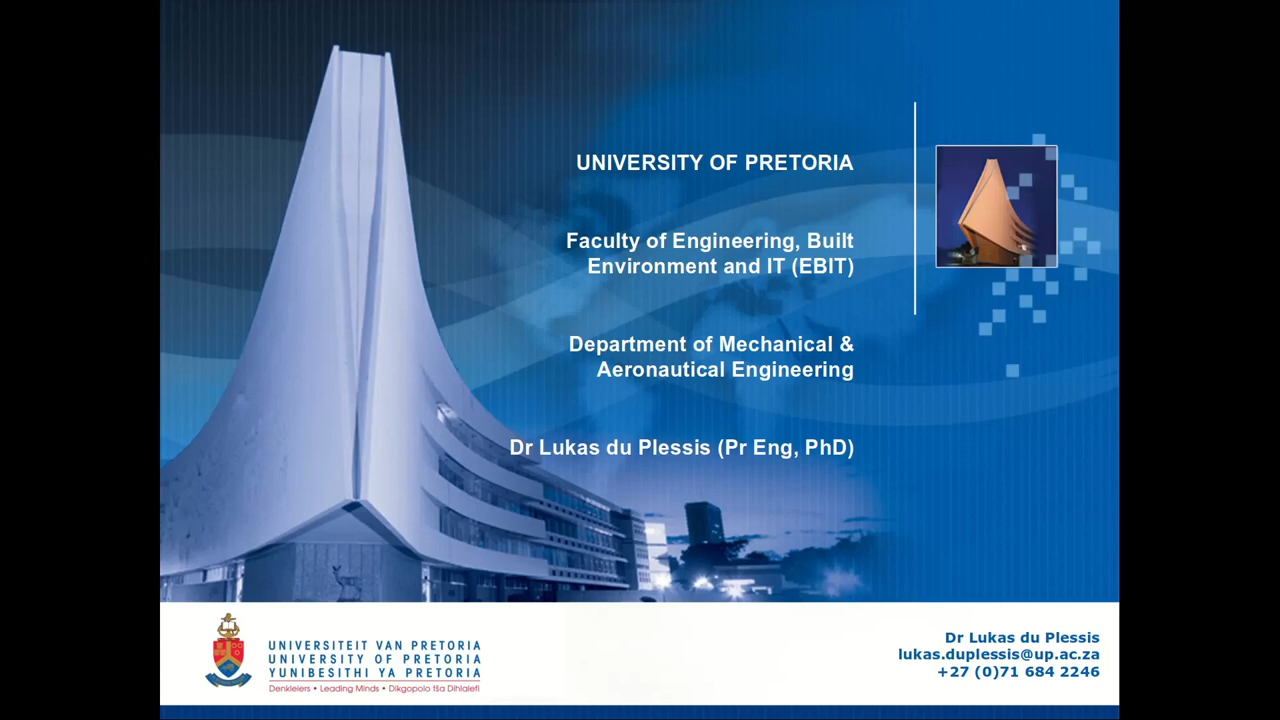 UNIVERSITY OF PRETORIA
Faculty of Engineering, Built
Environment and IT (EBIT)
Department of Mechanical &
Aeronautical Engineering
Dr Lukas du Plessis (Pr Eng, PhD)
UNIVERSITEIT VAN PRETORIA
UNIVERSITY OF PRETORIA
YUNIBESITHI YA PRETORIA
Denkleiers • Leading Minds • Dikgopolo tša Dihlalefi
Dr Lukas du Plessis
lukas.duplessis@up.ac.za
+27 (0)71 684 2246